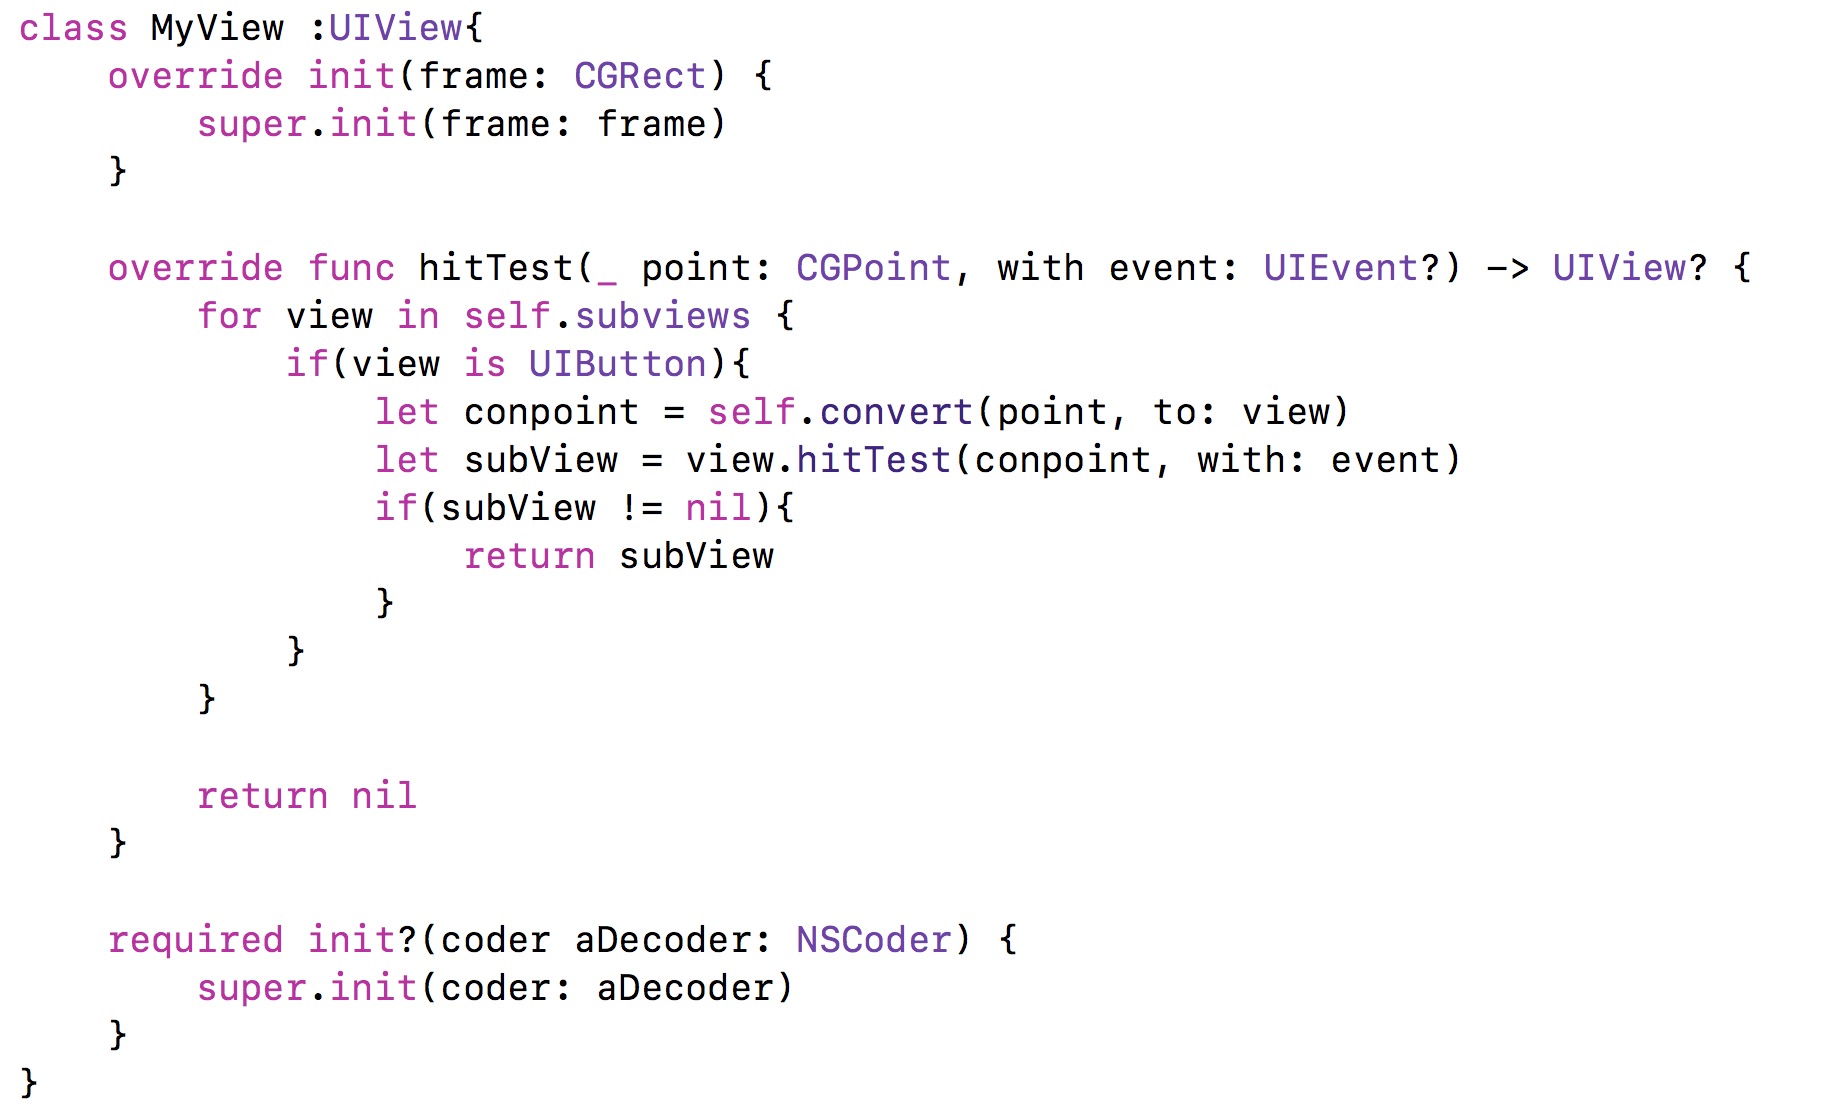 class MyView :UIView{
    override init(frame: CGRect) {
        super.init(frame: frame)
    }
    override func hitTest(_ point: CGPoint, with event: UIEvent?) -> UIView? {
        for view in self.subviews {
            if(view is UIButton){
                let conpoint = self.convert(point, to: view)
                let subView = view.hitTest(conpoint, with: event)
                if(subView != nil){
                    return subView
                }
            }
        }
        return nil
    }
    required init?(coder aDecoder: NSCoder) {
        super.init(coder: aDecoder)
    }
}